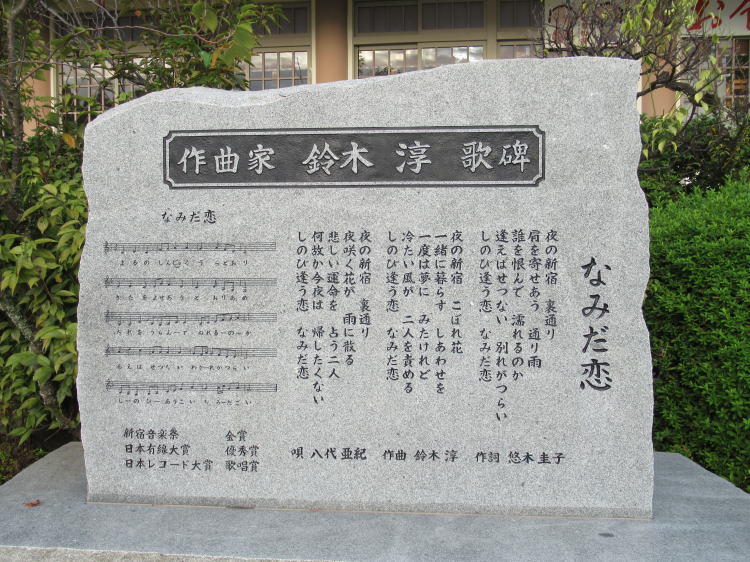 作曲家 鈴木 淳 歌碑
なみだ恋
夜の新宿 裏通り
肩を寄せあう 通り雨
誰を恨んで 濡れるのか
逢えばせつない 別れがつらい
しのび逢う恋 なみだ恋
夜の新宿 こぼれ花
一緒に暮らす しあわせを
一度は夢に みたけれど
冷たい風が 二人を責める
しのび逢う恋 なみだ恋
夜の新宿 裏通り
夜咲く花が 雨に散る
悲しい運命を 占う二人
何故か今夜は 帰したくない
しのび逢う恋 なみだ恋
作詞 悠木 圭子
作曲 鈴木 淳
唄 八代 亜紀
なみだ恋
新宿音楽祭 金賞
日本有線大賞 優秀賞
日本レコード大賞 歌唱賞